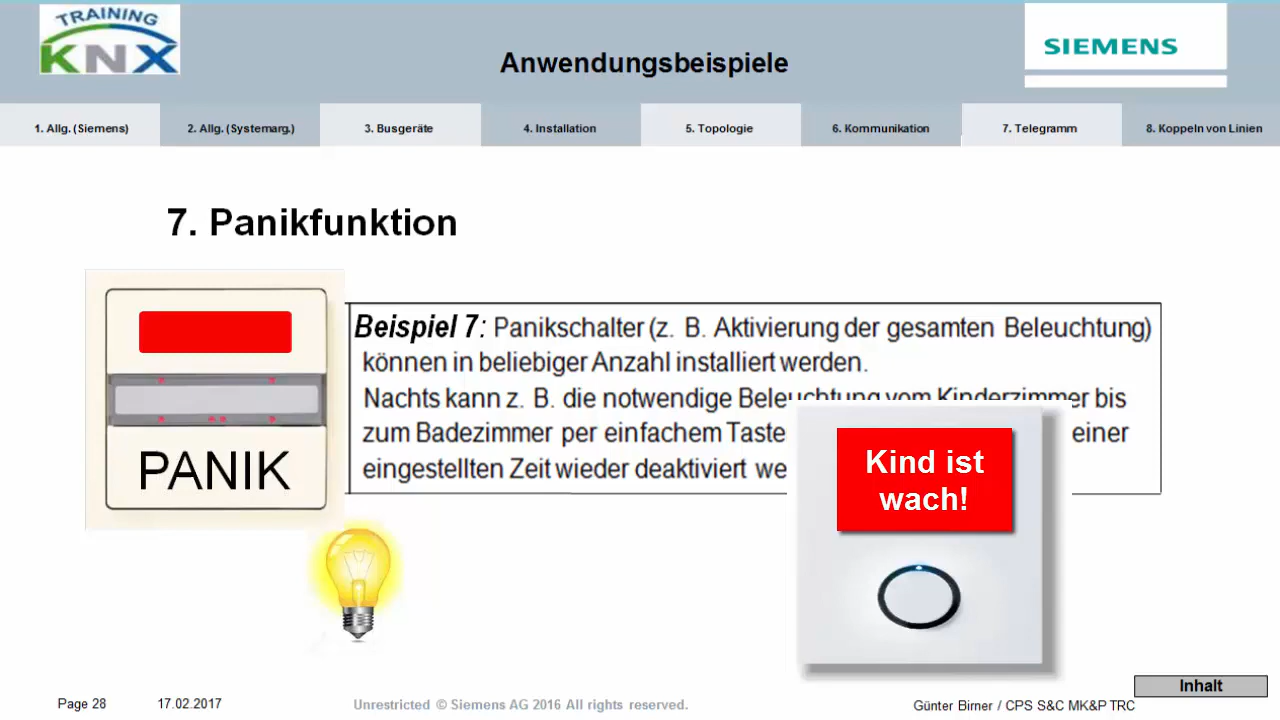 TRAINING
KNX
Anwendungsbeispiele
SIEMENS
1. Allg. (Siemens)
2. Allg. (Systemarg.)
3. Busgeräte
4. Installation
5. Topologie
6. Kommunikation
7. Telegramm
8. Koppeln von Linien
7. Panikfunktion
PANIK
Beispiel 7: Panikschalter (z. B. Aktivierung der gesamten Beleuchtung)
können in beliebiger Anzahl installiert werden.
Nachts kann z. B. die notwendige Beleuchtung vom Kinderzimmer bis
zum Badezimmer per einfachem Taste einer
eingestellten Zeit wieder deaktiviert we
Kind ist
wach!
Inhalt
Page 28
17.02.2017
Unrestricted © Siemens AG 2016 All rights reserved.
Günter Birner / CPS S&C MK&P TRC